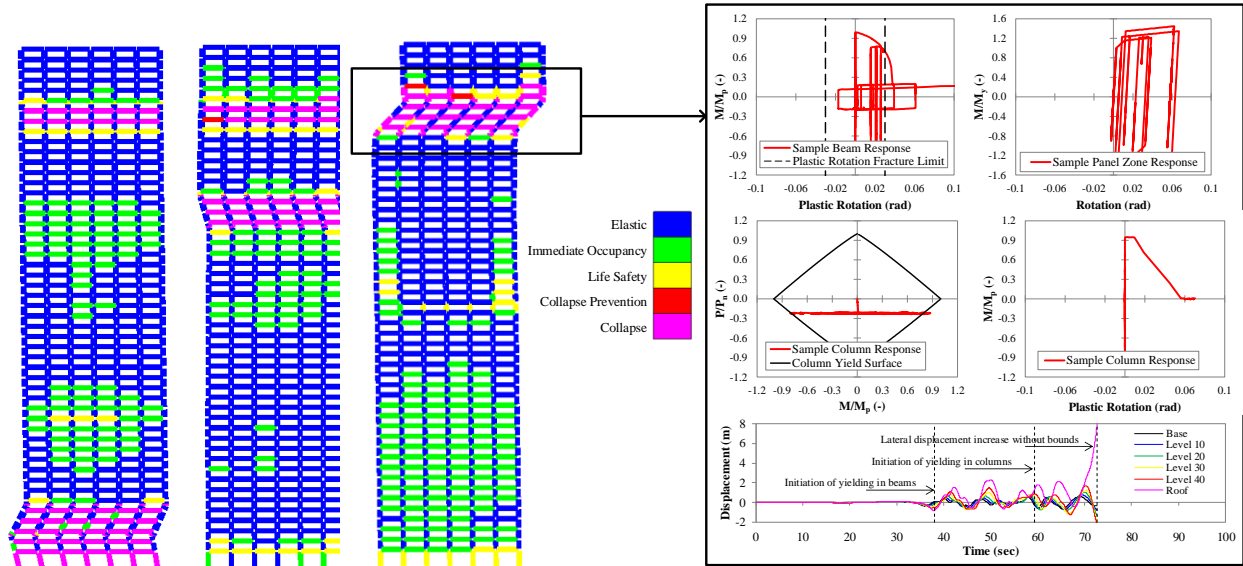 Elastic
Immediate Occupancy
Life Safety
Collapse Prevention
Collapse
1.2
0.9
0.6
0.3
0.0
-0.3
-0.6
-0.9
-1.2
M/Mp (-)
Sample Beam Response
Plastic Rotation Fracture Limit
-0.1 -0.06 -0.02 0.02 0.06 0.1
Plastic Rotation (rad)
1.6
1.2
0.8
0.4
0.0
-0.4
-0.8
-1.2
-1.6
M/My (-)
Sample Panel Zone Response
-0.1 -0.06 -0.02 0.02 0.06 0.1
Rotation (rad)
1.2
0.9
0.6
0.3
0.0
-0.3
-0.6
-0.9
-1.2
P/Pn (-)
Sample Column Response
Column Yield Surface
-1.2 -0.9 -0.6 -0.3 0 0.3 0.6 0.9 1.2
M/Mp (-)
1.2
0.9
0.6
0.3
0.0
-0.3
-0.6
-0.9
-1.2
M/Mp (-)
Sample Column Response
-0.1 -0.06 -0.02 0.02 0.06 0.1
Plastic Rotation (rad)
8
6
4
2
0
-2
Displacement (m)
Lateral displacement increase without bounds
Initiation of yielding in columns
Initiation of yielding in beams
Base
Level 10
Level 20
Level 30
Level 40
Roof
0 10 20 30 40 50 60 70 80 90 100
Time (sec)